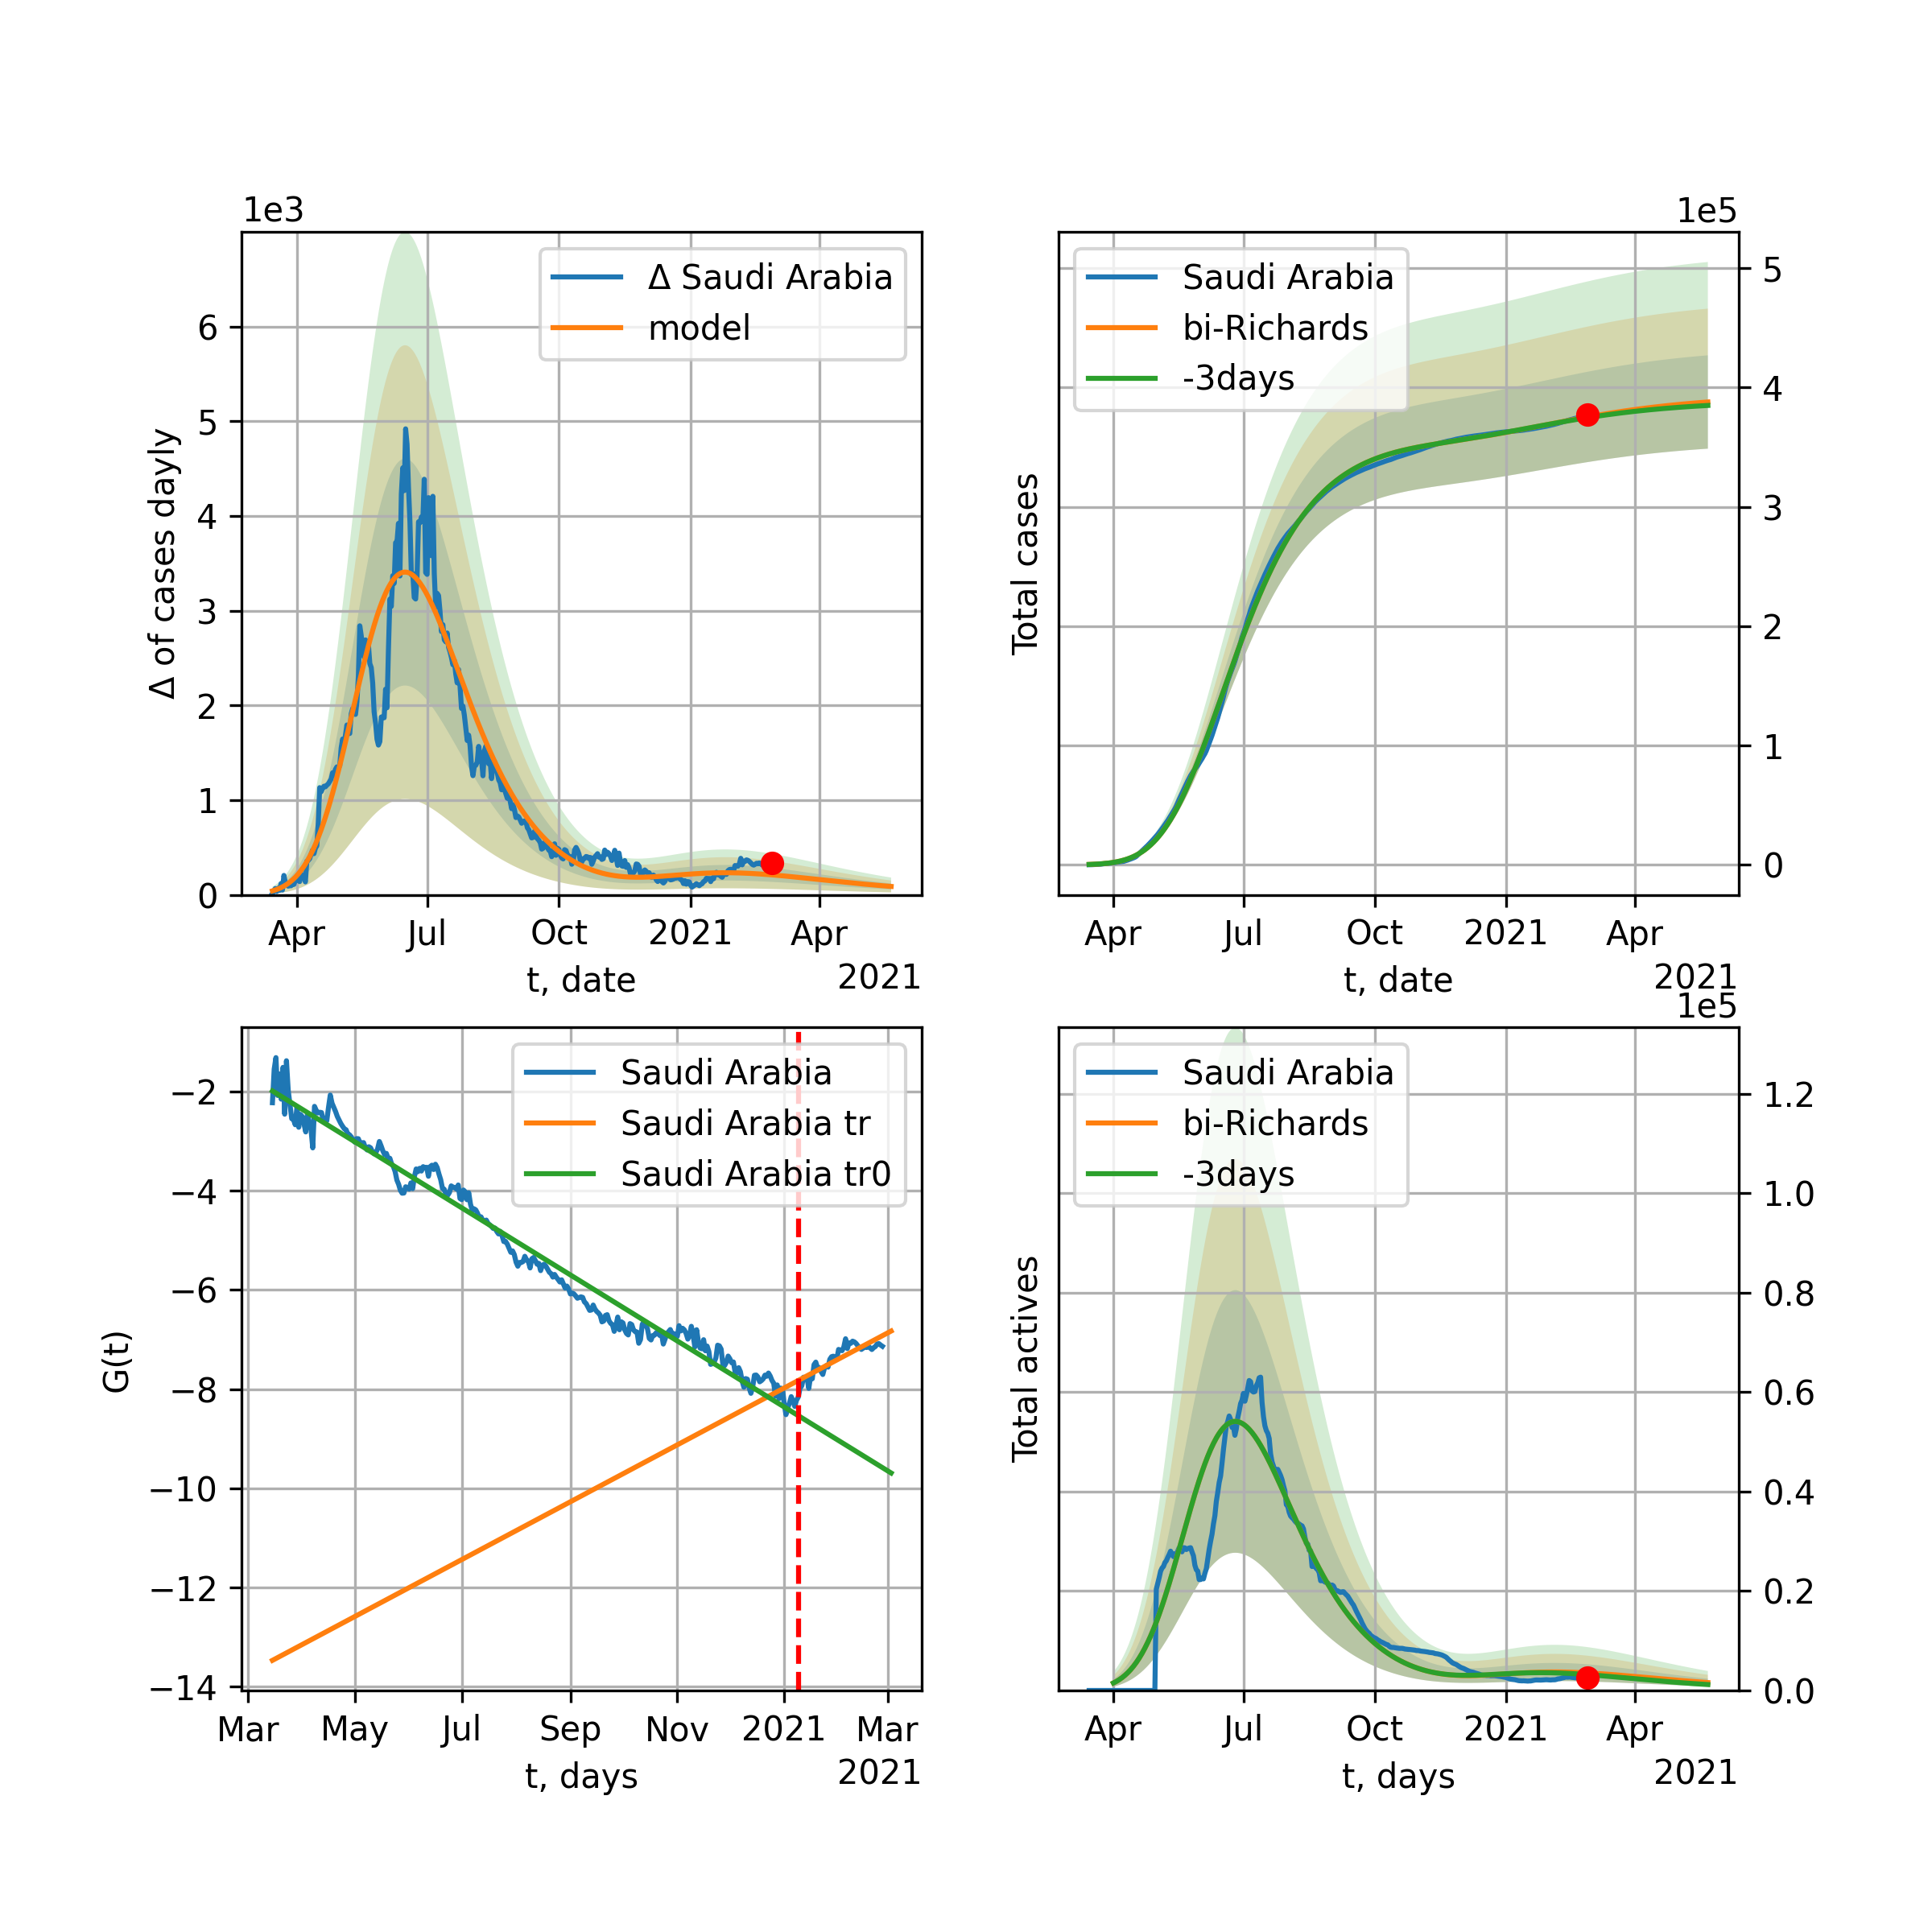 1e3
Δ Saudi Arabia
model
6
5
4
3
2
1
0
Δ of cases dayly
Apr Jul Oct 2021 Apr
t, date
2021
1e5
Saudi Arabia
bi-Richards
-3days
5
4
3
2
1
0
Total cases
Apr Jul Oct 2021 Apr
t, date
2021
Saudi Arabia
Saudi Arabia tr
Saudi Arabia tr0
−2
−4
−6
−8
−10
−12
−14
G(t)
Mar May Jul Sep Nov 2021 Mar
t, days
2021
1e5
Saudi Arabia
bi-Richards
-3days
1.2
1.0
0.8
0.6
0.4
0.2
0.0
Total actives
Apr Jul Oct 2021 Apr
t, days
2021